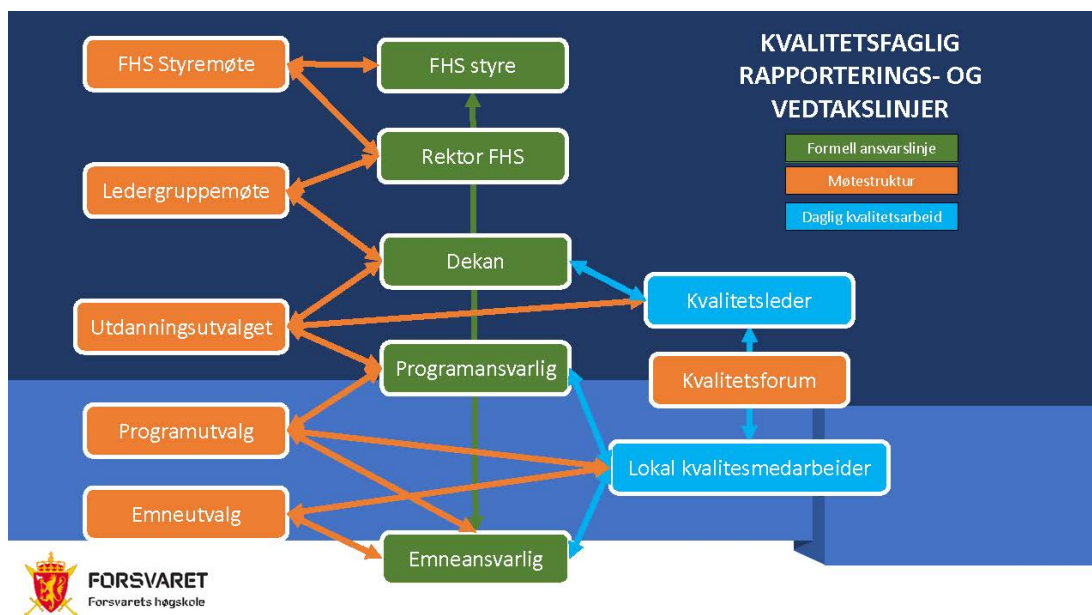 KVALITETSFAGLIG
RAPPORTERINGS- OG
VEDTAKSLINJER
Formell ansvarslinje
Møtestruktur
Daglig kvalitetsarbeid
FHS Styremøte
FHS styre
Rektor FHS
Ledergruppemøte
Dekan
Kvalitetsleder
Utdanningsutvalget
Programansvarlig
Kvalitetsforum
Programutvalg
Lokal kvalitesmedarbeider
Emneutvalg
Emneansvarlig
FORSVARET
Forsvarets høgskole